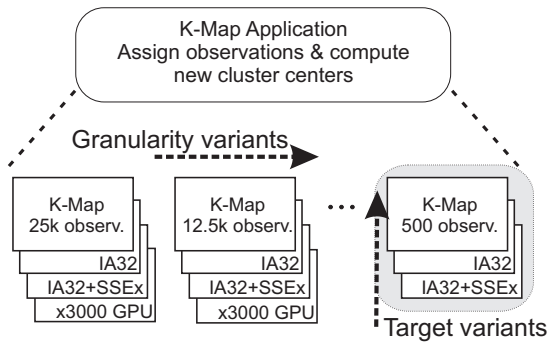 K-Map Application
Assign observations & compute
new cluster centers
Granularity variants
K-Map
25k observ.
IA32
IA32+SSEx
x3000 GPU
K-Map
12.5k observ.
IA32
IA32+SSEx
x3000 GPU
...
K-Map
500 observ.
IA32
IA32+SSEx
Target variants